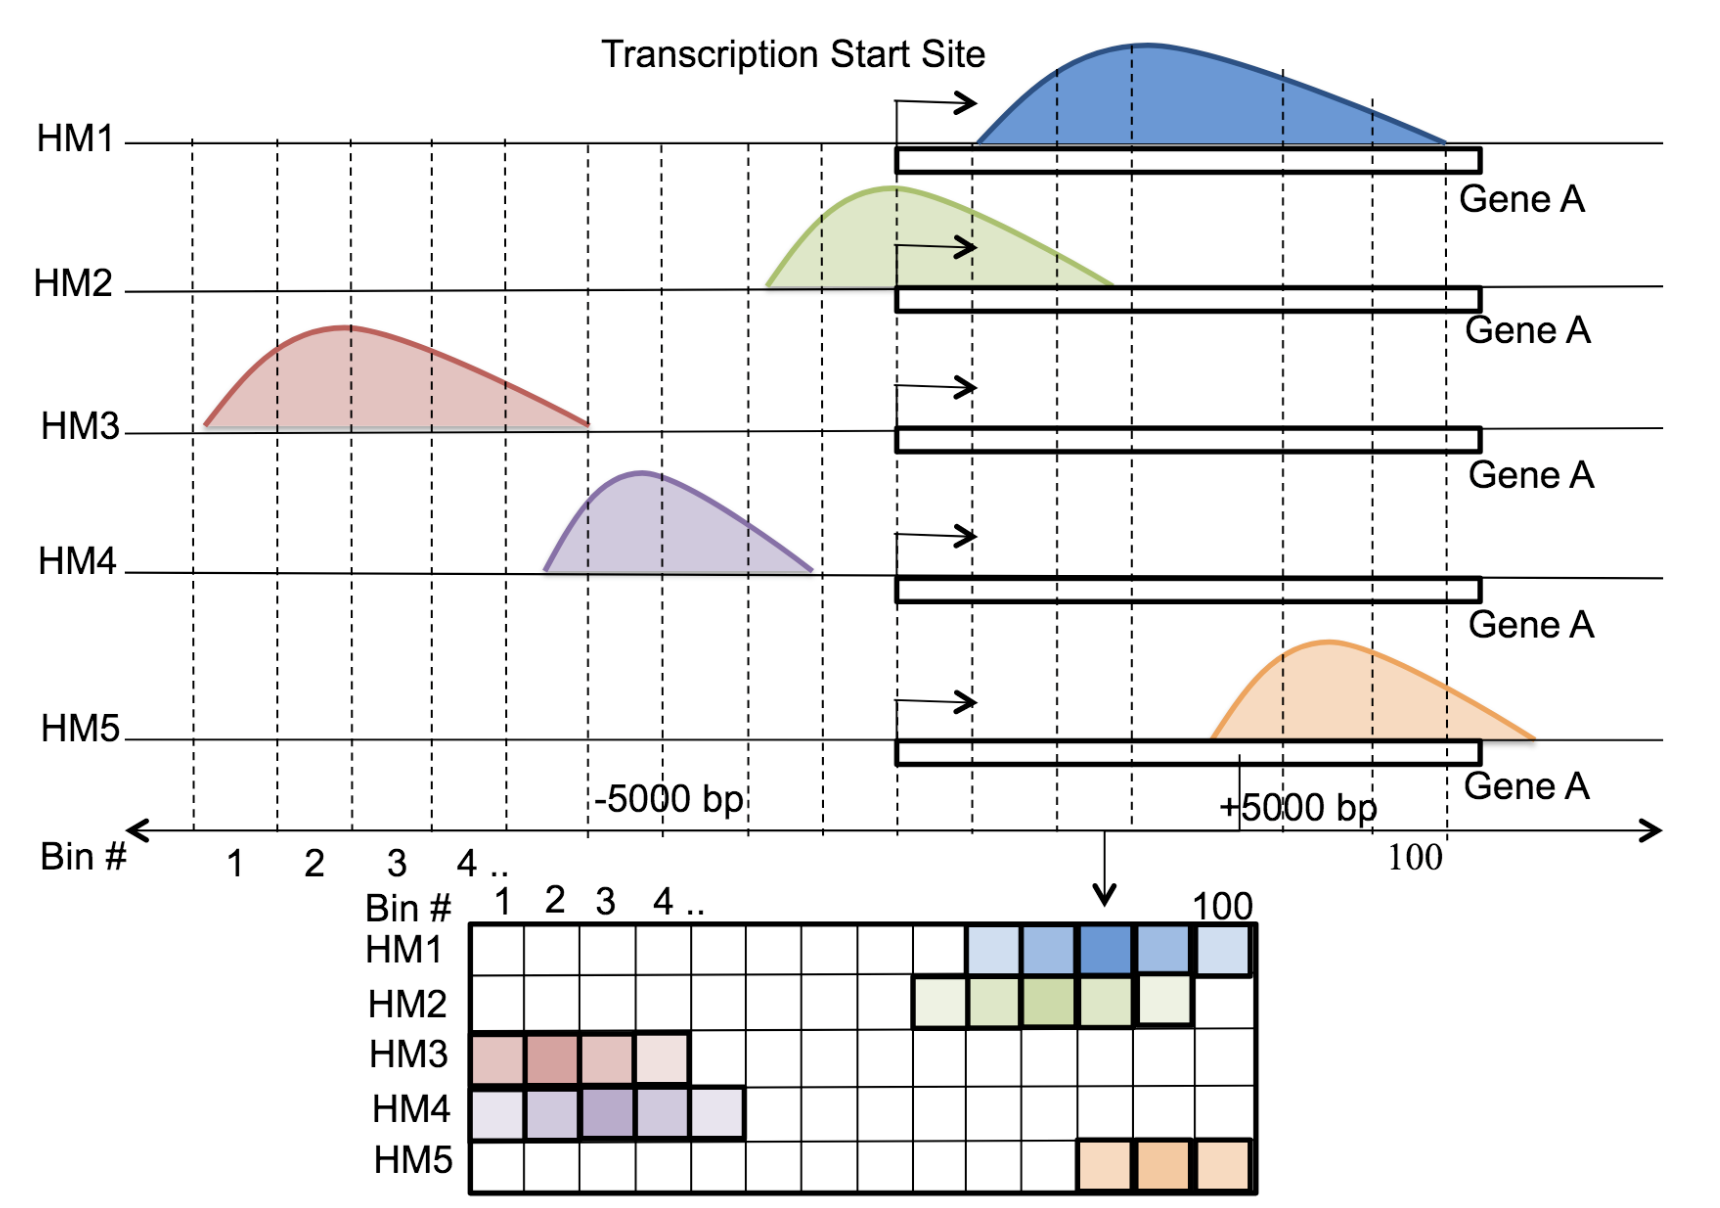 Transcription Start Site
HM1
Gene A
HM2
Gene A
HM3
Gene A
HM4
Gene A
HM5
Gene A
-5000 bp
+5000 bp
Bin #
1 2 3 4 ..
100
Bin # 1 2 3 4 .. 100
HM1
HM2
HM3
HM4
HM5